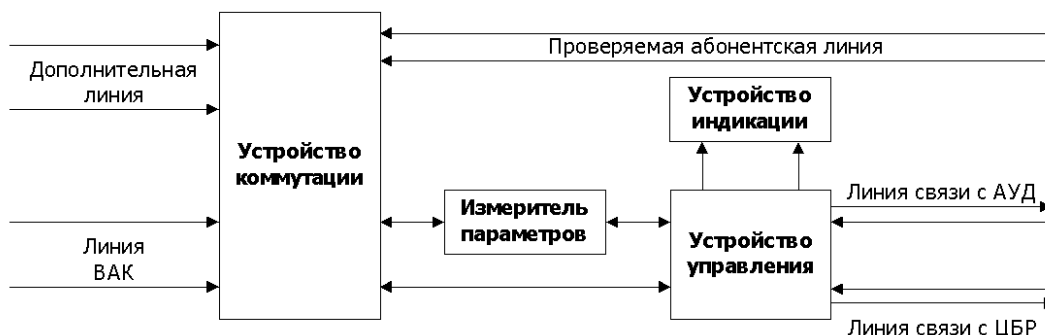 Проверяемая абонентская линия
Дополнительная
линия
Устройство
индикации
Устройство
коммутации
Измеритель
параметров
Линия связи с АУД
Устройство
управления
Линия
ВАК
Линия связи с ЦБР